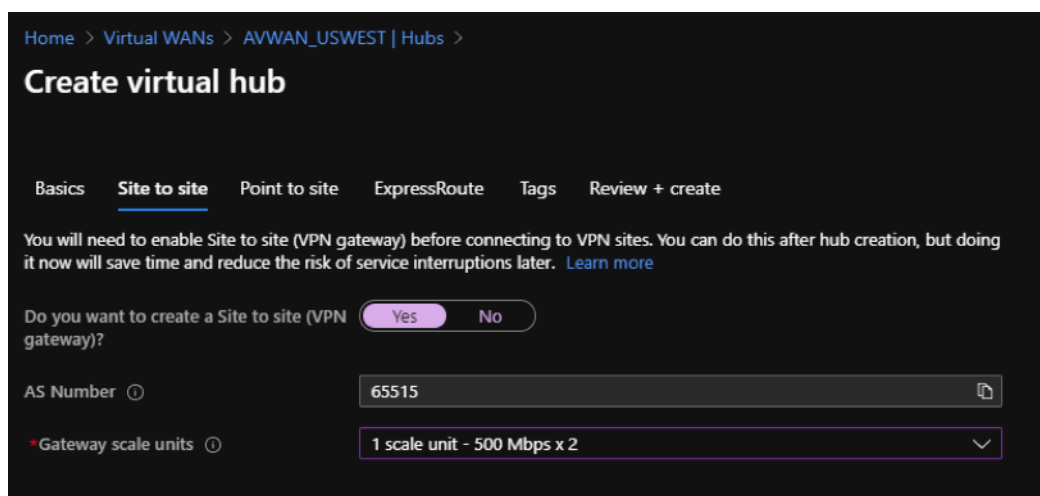 Home > Virtual WANs > AVWAN_USWEST | Hubs >
Create virtual hub
Basics Site to site Point to site ExpressRoute Tags Review + create
You will need to enable Site to site (VPN gateway) before connecting to VPN sites. You can do this after hub creation, but doing
it now will save time and reduce the risk of service interruptions later. Learn more
Do you want to create a Site to site (VPN Yes No
gateway)?
AS Number 65515
*Gateway scale units 1 scale unit - 500 Mbps x 2